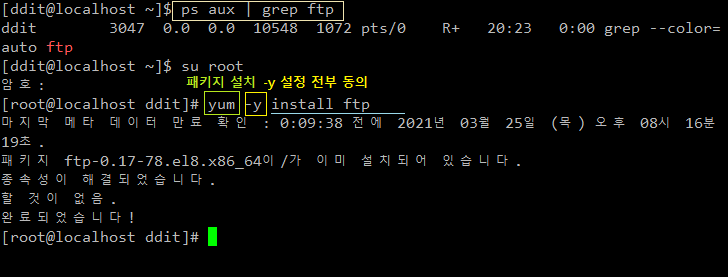 [ddit@localhost ~]$ ps aux | grep ftp
ddit 3047 0.0 0.0 10548 1072 pts/0 R+ 20:23 0:00 grep --color=
auto ftp
[ddit@localhost ~]$ su root
암호:
패키지 설치 -y 설정 전부 동의
[root@localhost ddit]# yum -y install ftp
마지막 메타 데이터 만료 확인 : 0:09:38 전에 2021년 03월 25일 (목) 오후 08시 16분
19초.
패키지 ftp-0.17-78.el8.x86_64이/가 이미 설치되어 있습니다.
종속성이 해결되었습니다.
할 것이 없음.
완료되었습니다!
[root@localhost ddit]#